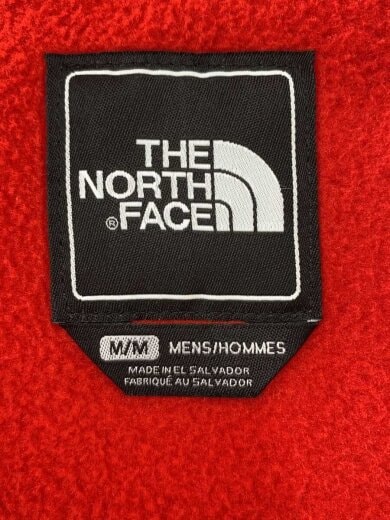 THE
NORTH
®FACE
M/M MENS/HOMMES
MADE IN EL SALVADOR
FABRIQUÉ AU SALVADOR